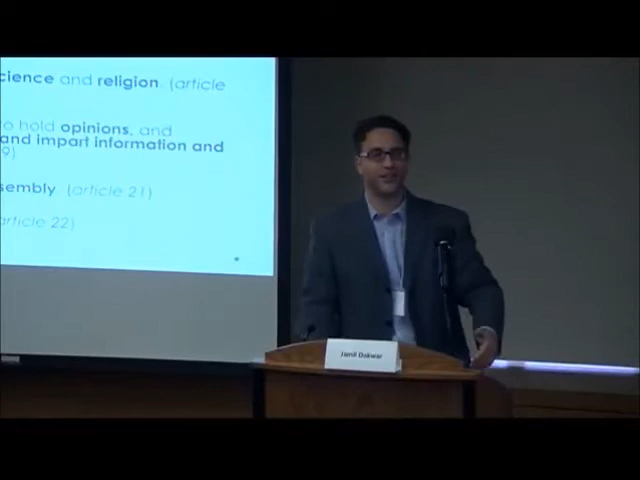 cience and religion. (article
to hold opinions, and
and impart information and
9)
sembly. (article 21)
article 22)
Jamil Dakwar